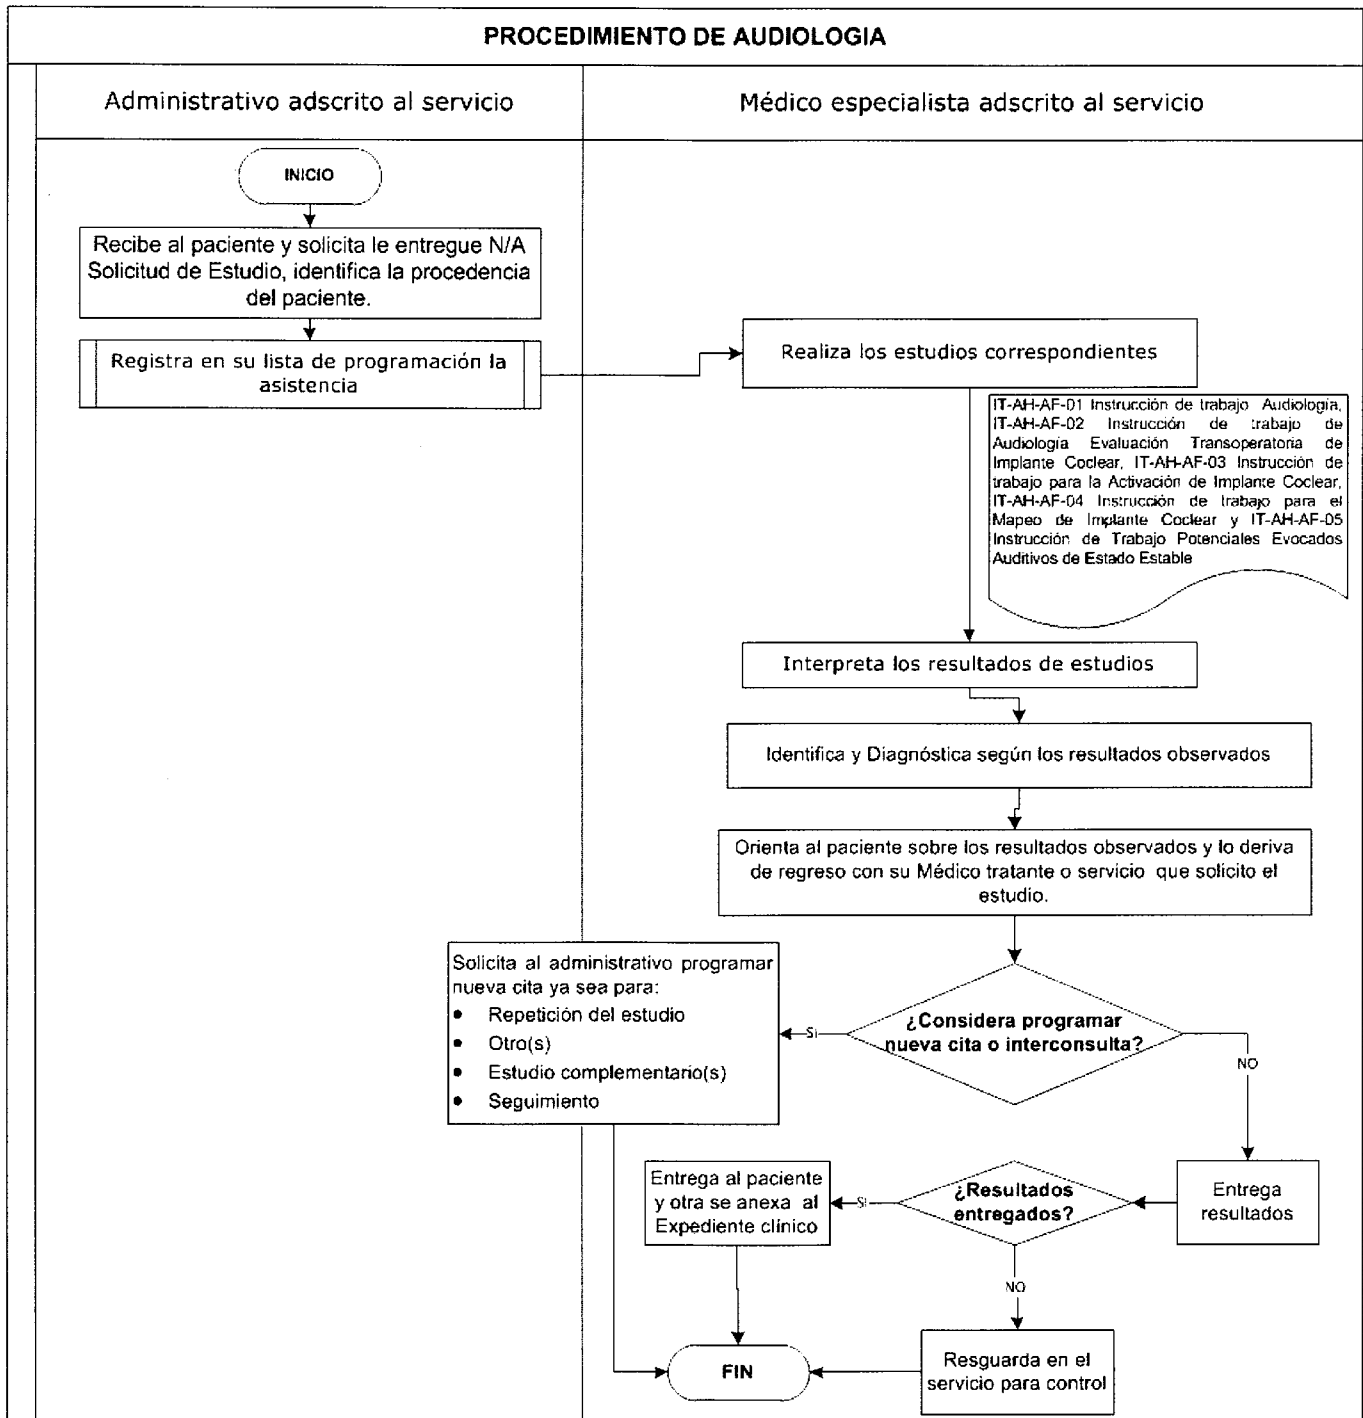 PROCEDIMIENTO DE AUDIOLOGIA
Administrativo adscrito al servicio
Médico especialista adscrito al servicio
INICIO
Recibe al paciente y solicita le entregue N/A
Solicitud de Estudio, identifica la procedencia
del paciente.
Registra en su lista de programación la
asistencia
Realiza los estudios correspondientes
IT-AH-AF-01 Instrucción de trabajo Audiología,
IT-AH-AF-02 Instrucción de trabajo de
Audiología Evaluación Transoperatoria de
Implante Coclear, IT-AH-AF-03 Instrucción de
trabajo para la Activación de Implante Coclear,
IT-AH-AF-04 Instrucción de trabajo para el
Mapeo de Implante Coclear y IT-AH-AF-05
Instrucción de Trabajo Potenciales Evocados
Auditivos de Estado Estable
Interpreta los resultados de estudios
Identifica y Diagnóstica según los resultados observados
Orienta al paciente sobre los resultados observados y lo deriva
de regreso con su Médico tratante o servicio que solicito el
estudio.
Solicita al administrativo programar
nueva cita ya sea para:
• Repetición del estudio
• Otro(s)
• Estudio complementario(s)
• Seguimiento
Si
¿Considera programar
nueva cita o interconsulta?
NO
Entrega al paciente
y otra se anexa al
Expediente clínico
Si
¿Resultados
entregados?
Entrega
resultados
NO
FIN
Resguarda en el
servicio para control